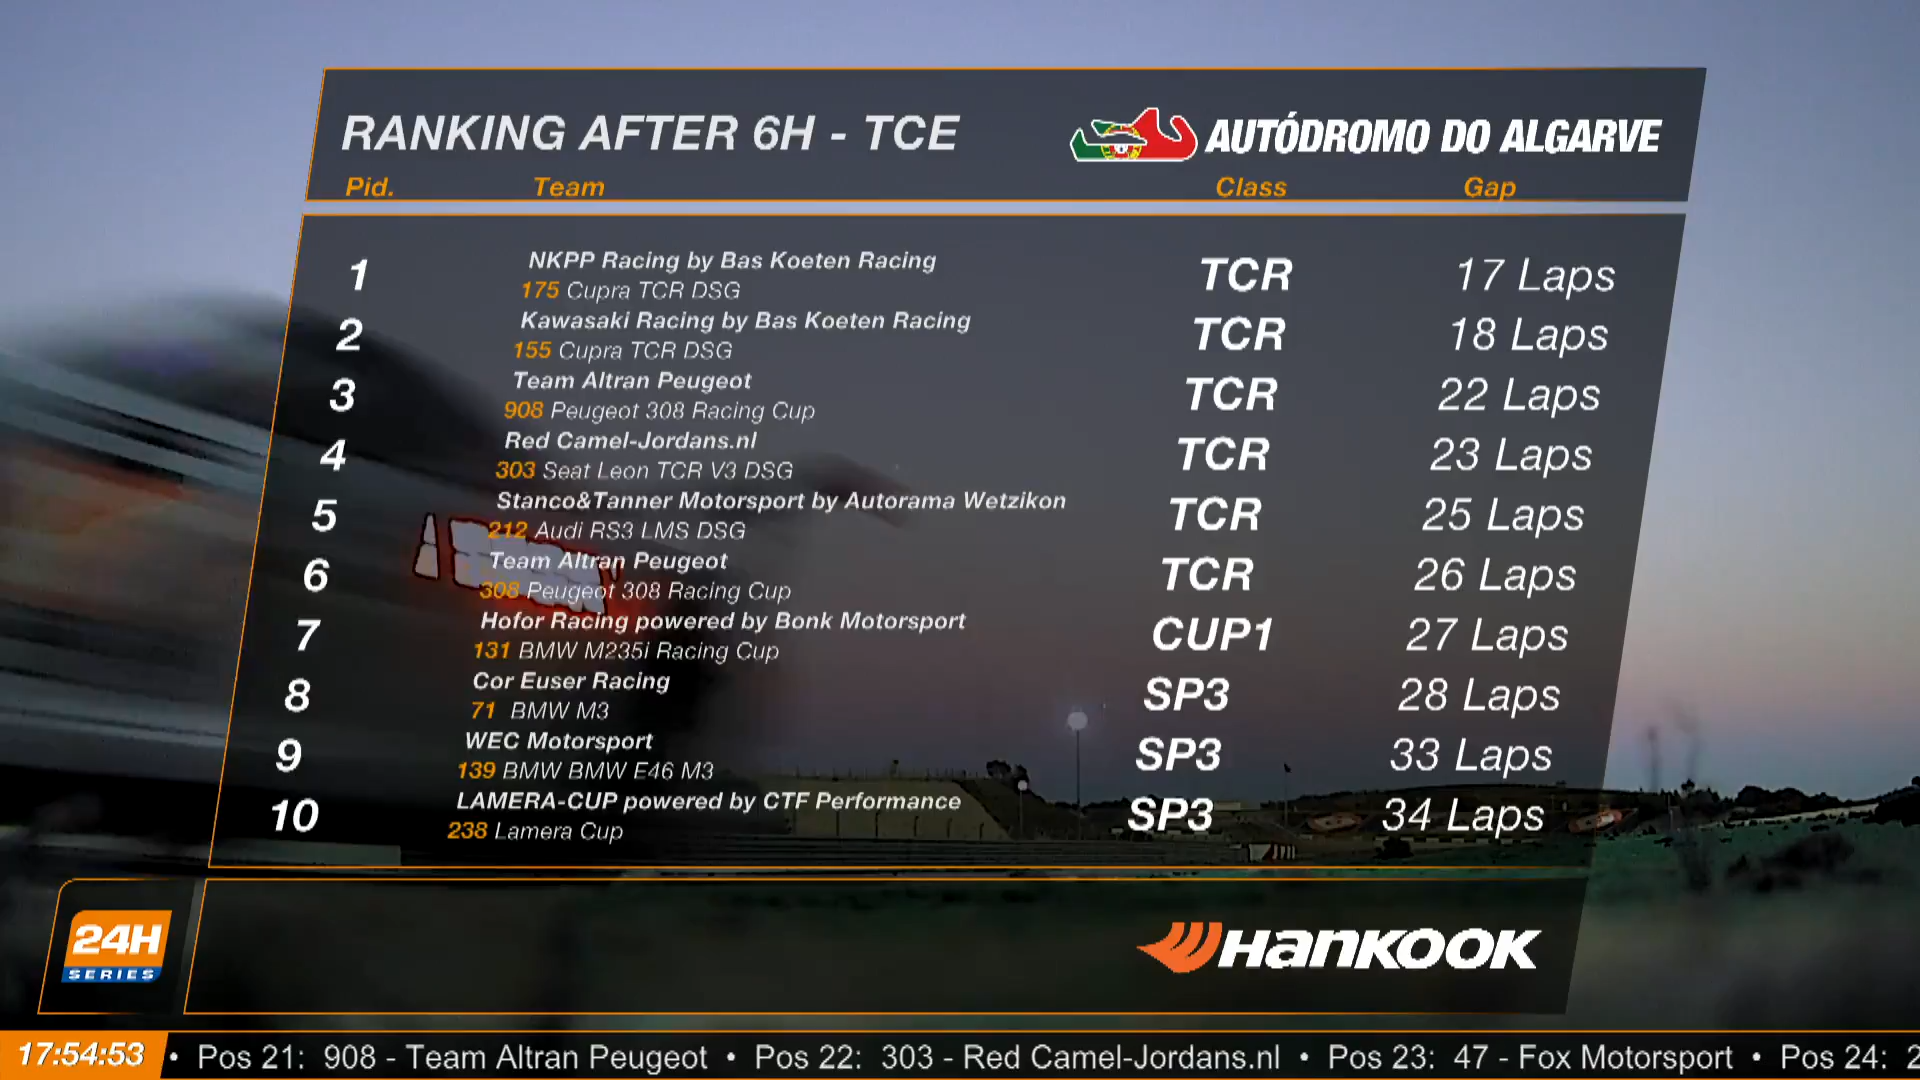 RANKING AFTER 6H - TCE
AUTÓDROMO DO ALGARVE
Pid. Team Class Gap
1 NKPP Racing by Bas Koeten Racing TCR 17 Laps
175 Cupra TCR DSG
2 Kawasaki Racing by Bas Koeten Racing TCR 18 Laps
155 Cupra TCR DSG
3 Team Altran Peugeot TCR 22 Laps
908 Peugeot 308 Racing Cup
4 Red Camel-Jordans.nl TCR 23 Laps
303 Seat Leon TCR V3 DSG
5 Stanco&Tanner Motorsport by Autorama Wetzikon TCR 25 Laps
212 Audi RS3 LMS DSG
6 Team Altran Peugeot TCR 26 Laps
308 Peugeot 308 Racing Cup
7 Hofor Racing powered by Bonk Motorsport CUP1 27 Laps
131 BMW M235i Racing Cup
8 Cor Euser Racing SP3 28 Laps
71 BMW M3
9 WEC Motorsport SP3 33 Laps
139 BMW BMW E46 M3
10 LAMERA-CUP powered by CTF Performance SP3 34 Laps
238 Lamera Cup
24H
SERIES
HANKOOK
17:54:53 • Pos 21: 908 - Team Altran Peugeot • Pos 22: 303 - Red Camel-Jordans.nl • Pos 23: 47 - Fox Motorsport • Pos 24: 2